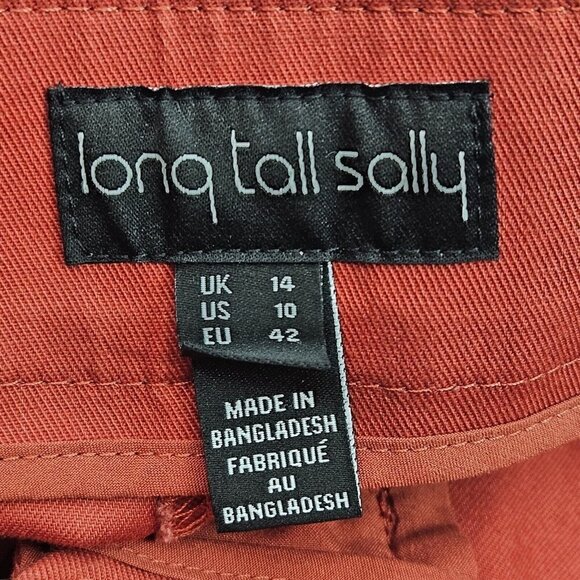 long tall sally
UK 14
US 10
EU 42
MADE IN
BANGLADESH
FABRIQUÉ
AU
BANGLADESH